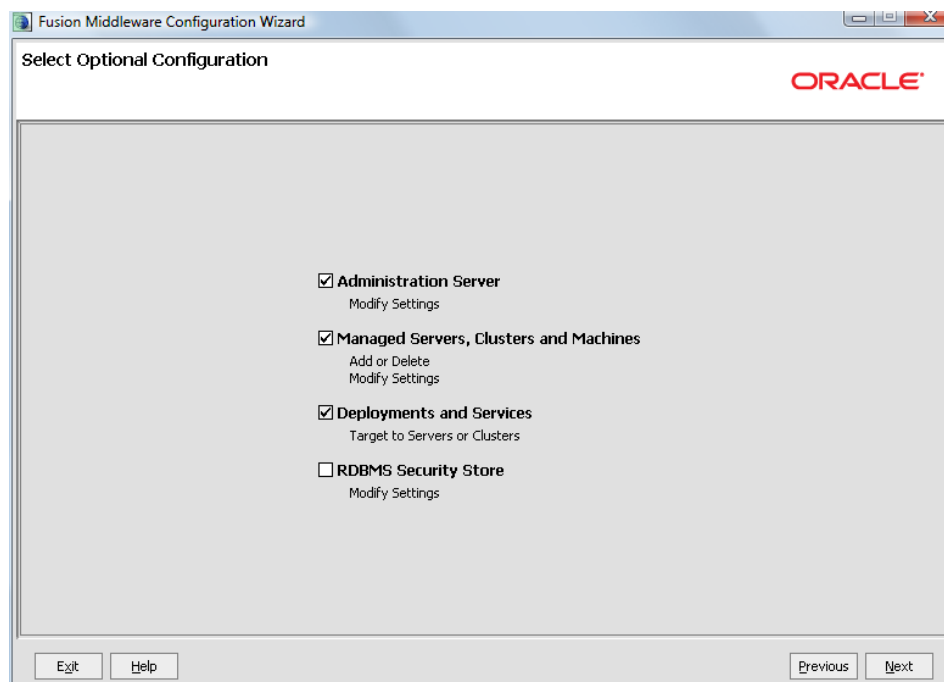 Fusion Middleware Configuration Wizard
Select Optional Configuration
ORACLE
Administration Server
Modify Settings
Managed Servers, Clusters and Machines
Add or Delete
Modify Settings
Deployments and Services
Target to Servers or Clusters
RDBMS Security Store
Modify Settings
Exit Help Previous Next